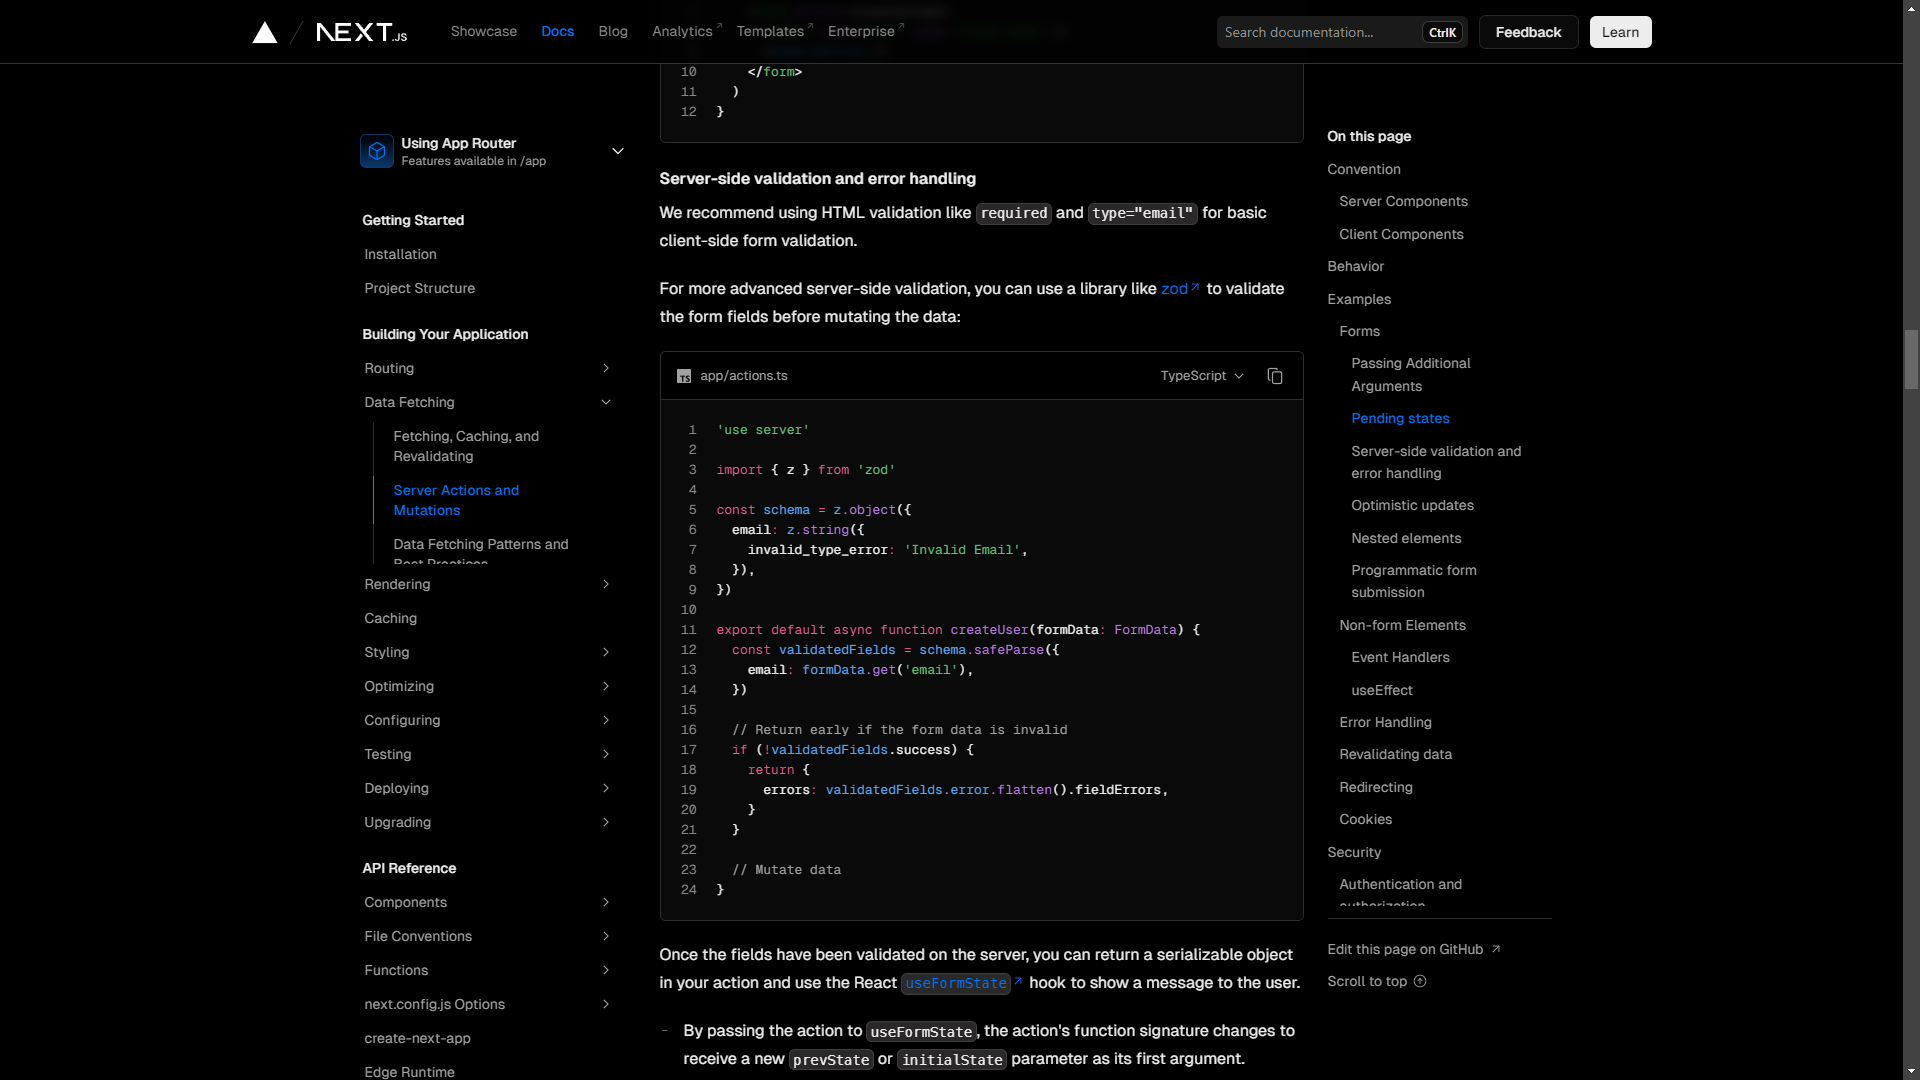 NEXT.JS
Showcase
Docs
Blog
Analytics
Templates
Enterprise
Search documentation...
CtrlK
Feedback
Learn
Using App Router
Features available in /app
Getting Started
Installation
Project Structure
Building Your Application
Routing
Data Fetching
Fetching, Caching, and
Revalidating
Server Actions and
Mutations
Data Fetching Patterns and
Best Practices
Rendering
Caching
Styling
Optimizing
Configuring
Testing
Deploying
Upgrading
API Reference
Components
File Conventions
Functions
next.config.js Options
create-next-app
Edge Runtime
10 </form>
11 )
12 }
Server-side validation and error handling
We recommend using HTML validation like required and type="email" for basic
client-side form validation.
For more advanced server-side validation, you can use a library like zod to validate
the form fields before mutating the data:
TS app/actions.ts
TypeScript
1 'use server'
2
3 import { z } from 'zod'
4
5 const schema = z.object({
6 email: z.string({
7 invalid_type_error: 'Invalid Email',
8 }),
9 })
10
11 export default async function createUser(formData: FormData) {
12 const validatedFields = schema.safeParse({
13 email: formData.get('email'),
14 })
15
16 // Return early if the form data is invalid
17 if (!validatedFields.success) {
18 return {
19 errors: validatedFields.error.flatten().fieldErrors,
20 }
21 }
22
23 // Mutate data
24 }
Once the fields have been validated on the server, you can return a serializable object
in your action and use the React useFormState hook to show a message to the user.
- By passing the action to useFormState, the action's function signature changes to
receive a new prevState or initialState parameter as its first argument.
On this page
Convention
Server Components
Client Components
Behavior
Examples
Forms
Passing Additional
Arguments
Pending states
Server-side validation and
error handling
Optimistic updates
Nested elements
Programmatic form
submission
Non-form Elements
Event Handlers
useEffect
Error Handling
Revalidating data
Redirecting
Cookies
Security
Authentication and
authorization
Edit this page on GitHub
Scroll to top